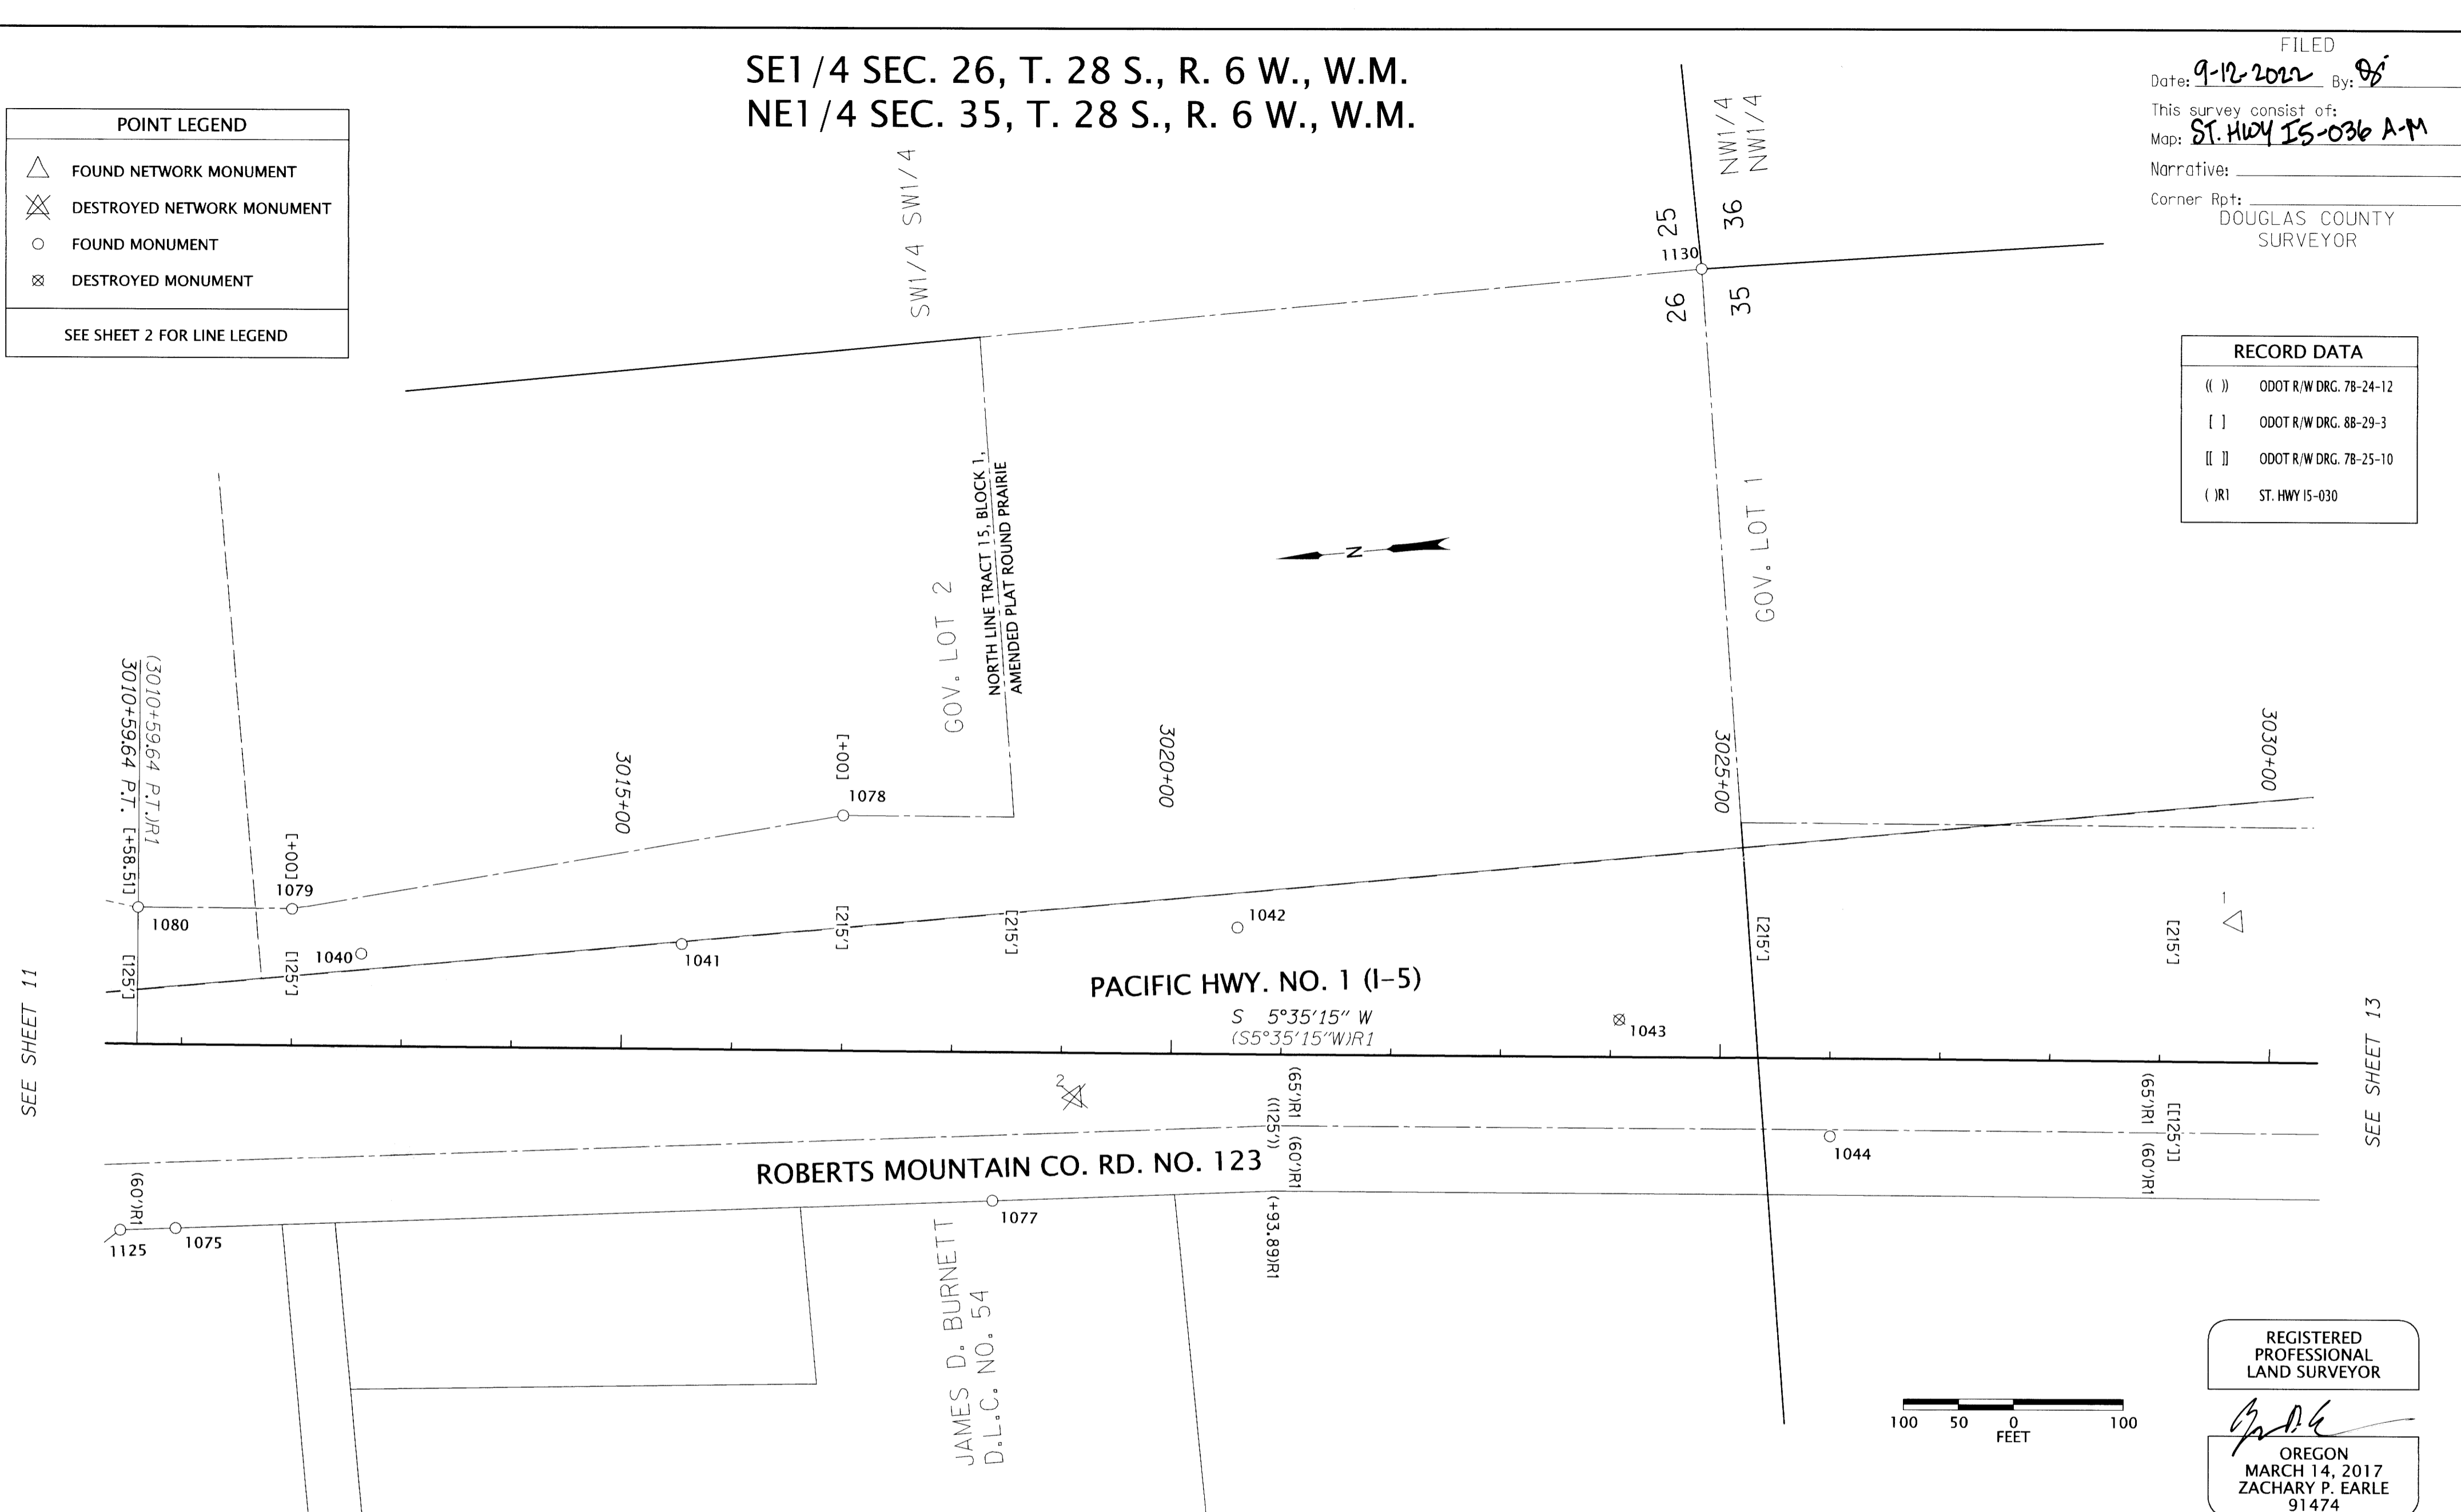 SE1/4 SEC. 26, T. 28 S., R. 6 W., W.M.
NE1/4 SEC. 35, T. 28 S., R. 6 W., W.M.
FILED
Date: 9-12-2022 By:
This survey consist of:
Map: ST. HWY I5-036 A-M
Narrative:
Corner Rpt:
DOUGLAS COUNTY
SURVEYOR
POINT LEGEND
FOUND NETWORK MONUMENT
DESTROYED NETWORK MONUMENT
FOUND MONUMENT
DESTROYED MONUMENT
SEE SHEET 2 FOR LINE LEGEND
RECORD DATA
(( )) ODOT R/W DRG. 7B-24-12
[ ] ODOT R/W DRG. 8B-29-3
[[ ]] ODOT R/W DRG. 7B-25-10
( )R1 ST. HWY I5-030
SW1/4 SW1/4
NW1/4
NW1/4
25
36
1130
26
35
NORTH LINE TRACT 15, BLOCK 1,
AMENDED PLAT ROUND PRAIRIE
GOV. LOT 2
GOV. LOT 1
N
(3010+59.64 P.T.)R1
3010+59.64 P.T. [+58.51]
3015+00
3020+00
3025+00
3030+00
[+00]
1078
[+00]
1079
1080
[125']
[125']
1040
1041
[215']
[215']
1042
[215']
[215']
1
PACIFIC HWY. NO. 1 (I-5)
S 5°35'15" W
(S5°35'15"W)R1
1043
SEE SHEET 11
SEE SHEET 13
2
(65')R1
((125'))
(60')R1
(+93.89)R1
(65')R1
[[125']]
(60')R1
1044
ROBERTS MOUNTAIN CO. RD. NO. 123
(60')R1
1125
1075
1077
JAMES D. BURNETT
D.L.C. NO. 54
100 50 0 100
FEET
REGISTERED
PROFESSIONAL
LAND SURVEYOR
OREGON
MARCH 14, 2017
ZACHARY P. EARLE
91474